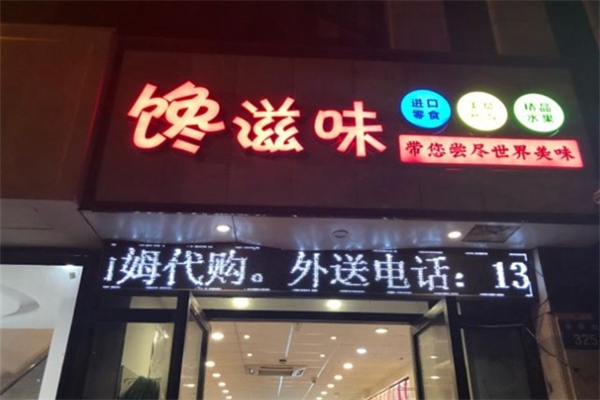 馋滋味
进口
零食
精品
水果
带您尝尽世界美味
姆代购。外送电话：13
325